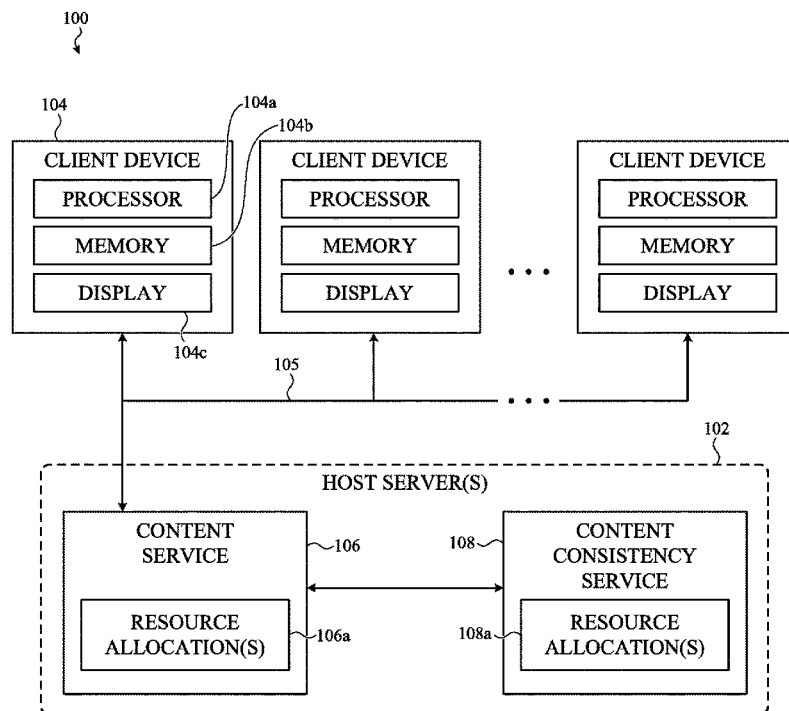 100
104
104a
104b
CLIENT DEVICE
PROCESSOR
MEMORY
DISPLAY
104c
CLIENT DEVICE
PROCESSOR
MEMORY
DISPLAY
CLIENT DEVICE
PROCESSOR
MEMORY
DISPLAY
105
102
HOST SERVER(S)
CONTENT
SERVICE
106
RESOURCE
ALLOCATION(S)
106a
108
CONTENT
CONSISTENCY
SERVICE
108a
RESOURCE
ALLOCATION(S)